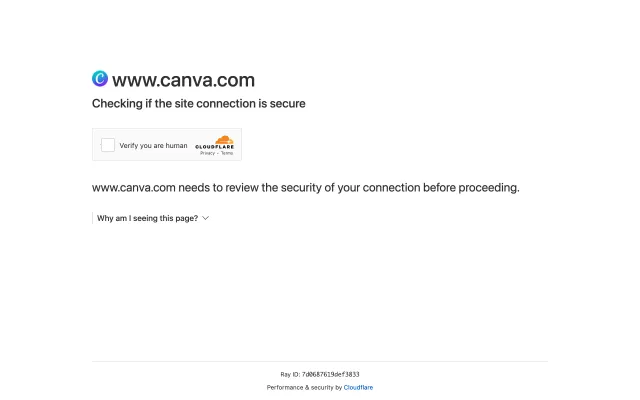 www.canva.com
Checking if the site connection is secure
Verify you are human
CLOUDFLARE
Privacy • Terms
www.canva.com needs to review the security of your connection before proceeding.
Why am I seeing this page?
Ray ID: 7d0687619def3833
Performance & security by Cloudflare